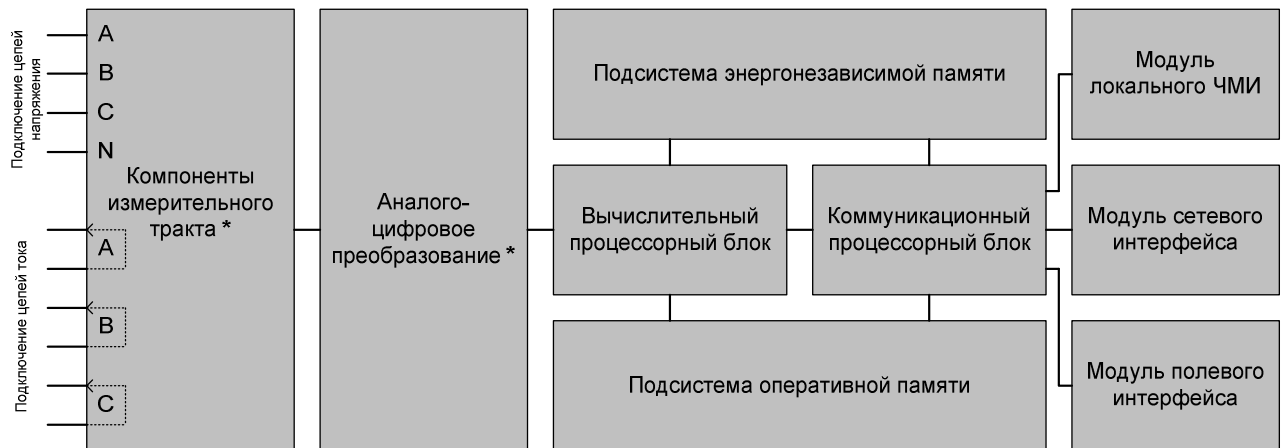 Подключение цепей
напряжения
A
B
C
N
Компоненты
измерительного
тракта *
Подключение цепей тока
A
B
C
Аналого-
цифровое
преобразование *
Подсистема энергонезависимой памяти
Вычислительный
процессорный блок
Коммуникационный
процессорный блок
Подсистема оперативной памяти
Модуль
локального ЧМИ
Модуль сетевого
интерфейса
Модуль полевого
интерфейса